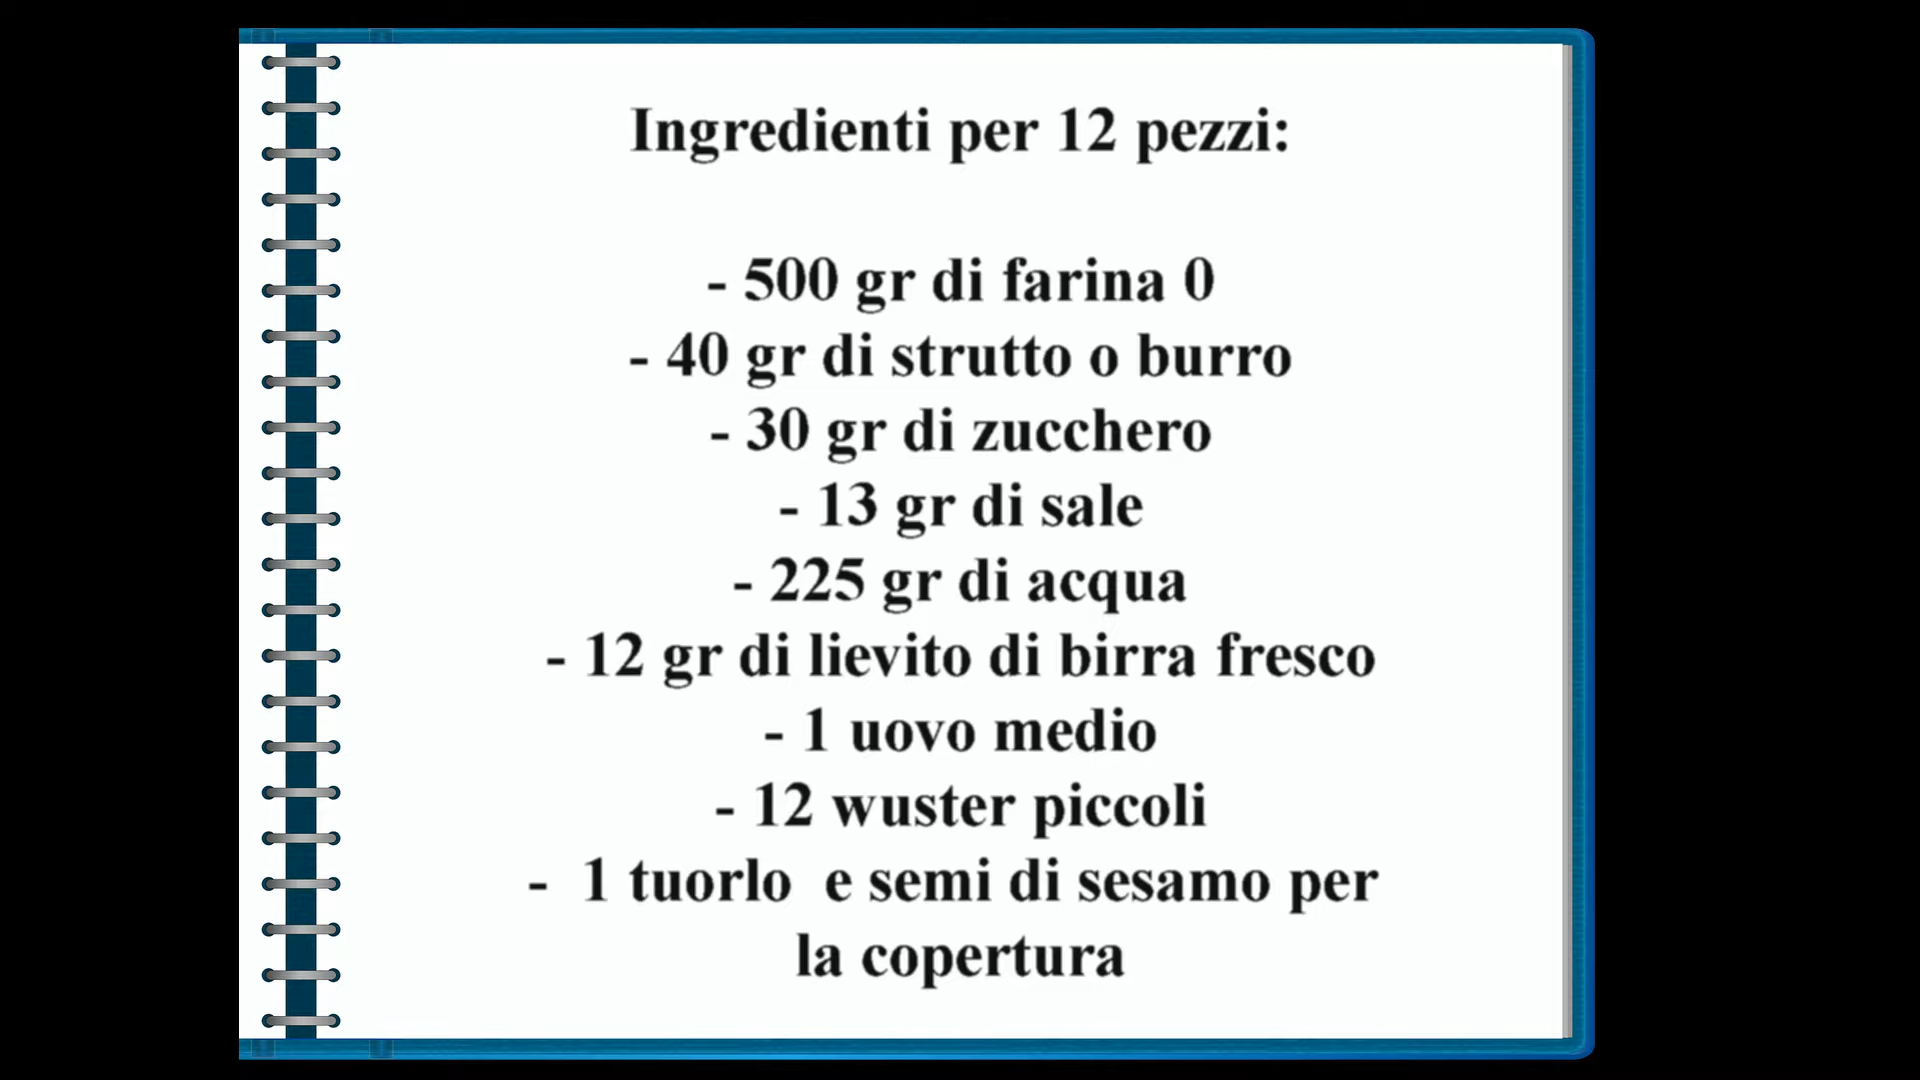 Ingredienti per 12 pezzi:
- 500 gr di farina 0
- 40 gr di strutto o burro
- 30 gr di zucchero
- 13 gr di sale
- 225 gr di acqua
- 12 gr di lievito di birra fresco
- 1 uovo medio
- 12 wuster piccoli
-  1 tuorlo  e semi di sesamo per
la copertura